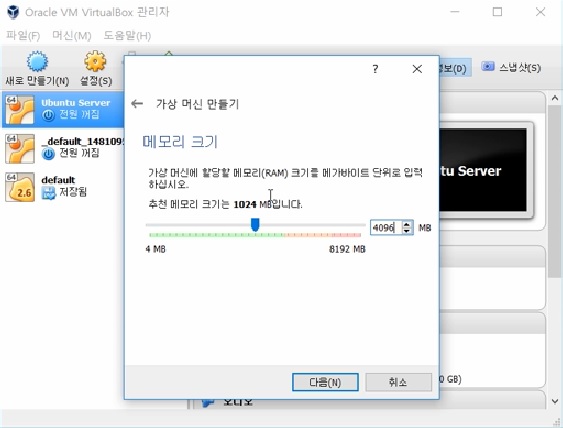 Oracle VM VirtualBox 관리자
파일(F) 머신(M) 도움말(H)
새로 만들기(N) 설정(S)
정보(D) 스냅샷(S)
64 Ubuntu Server
전원 꺼짐
64 _default_1481095
전원 꺼짐
64 2.6 default
저장됨
?
가상 머신 만들기
메모리 크기
가상 머신에 할당할 메모리(RAM) 크기를 메가바이트 단위로 입력
하십시오.
추천 메모리 크기는 1024 MB입니다.
4096 MB
4 MB 8192 MB
다음(N) 취소
Server
GB)
오디오